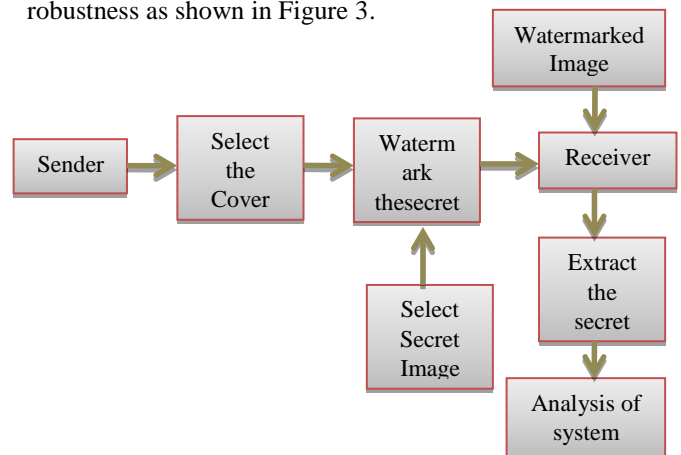 robustness as shown in Figure 3.
Watermarked
Image
Sender
Select
the
Cover
Waterm
ark
thesecret
Receiver
Select
Secret
Image
Extract
the
secret
Analysis of
system